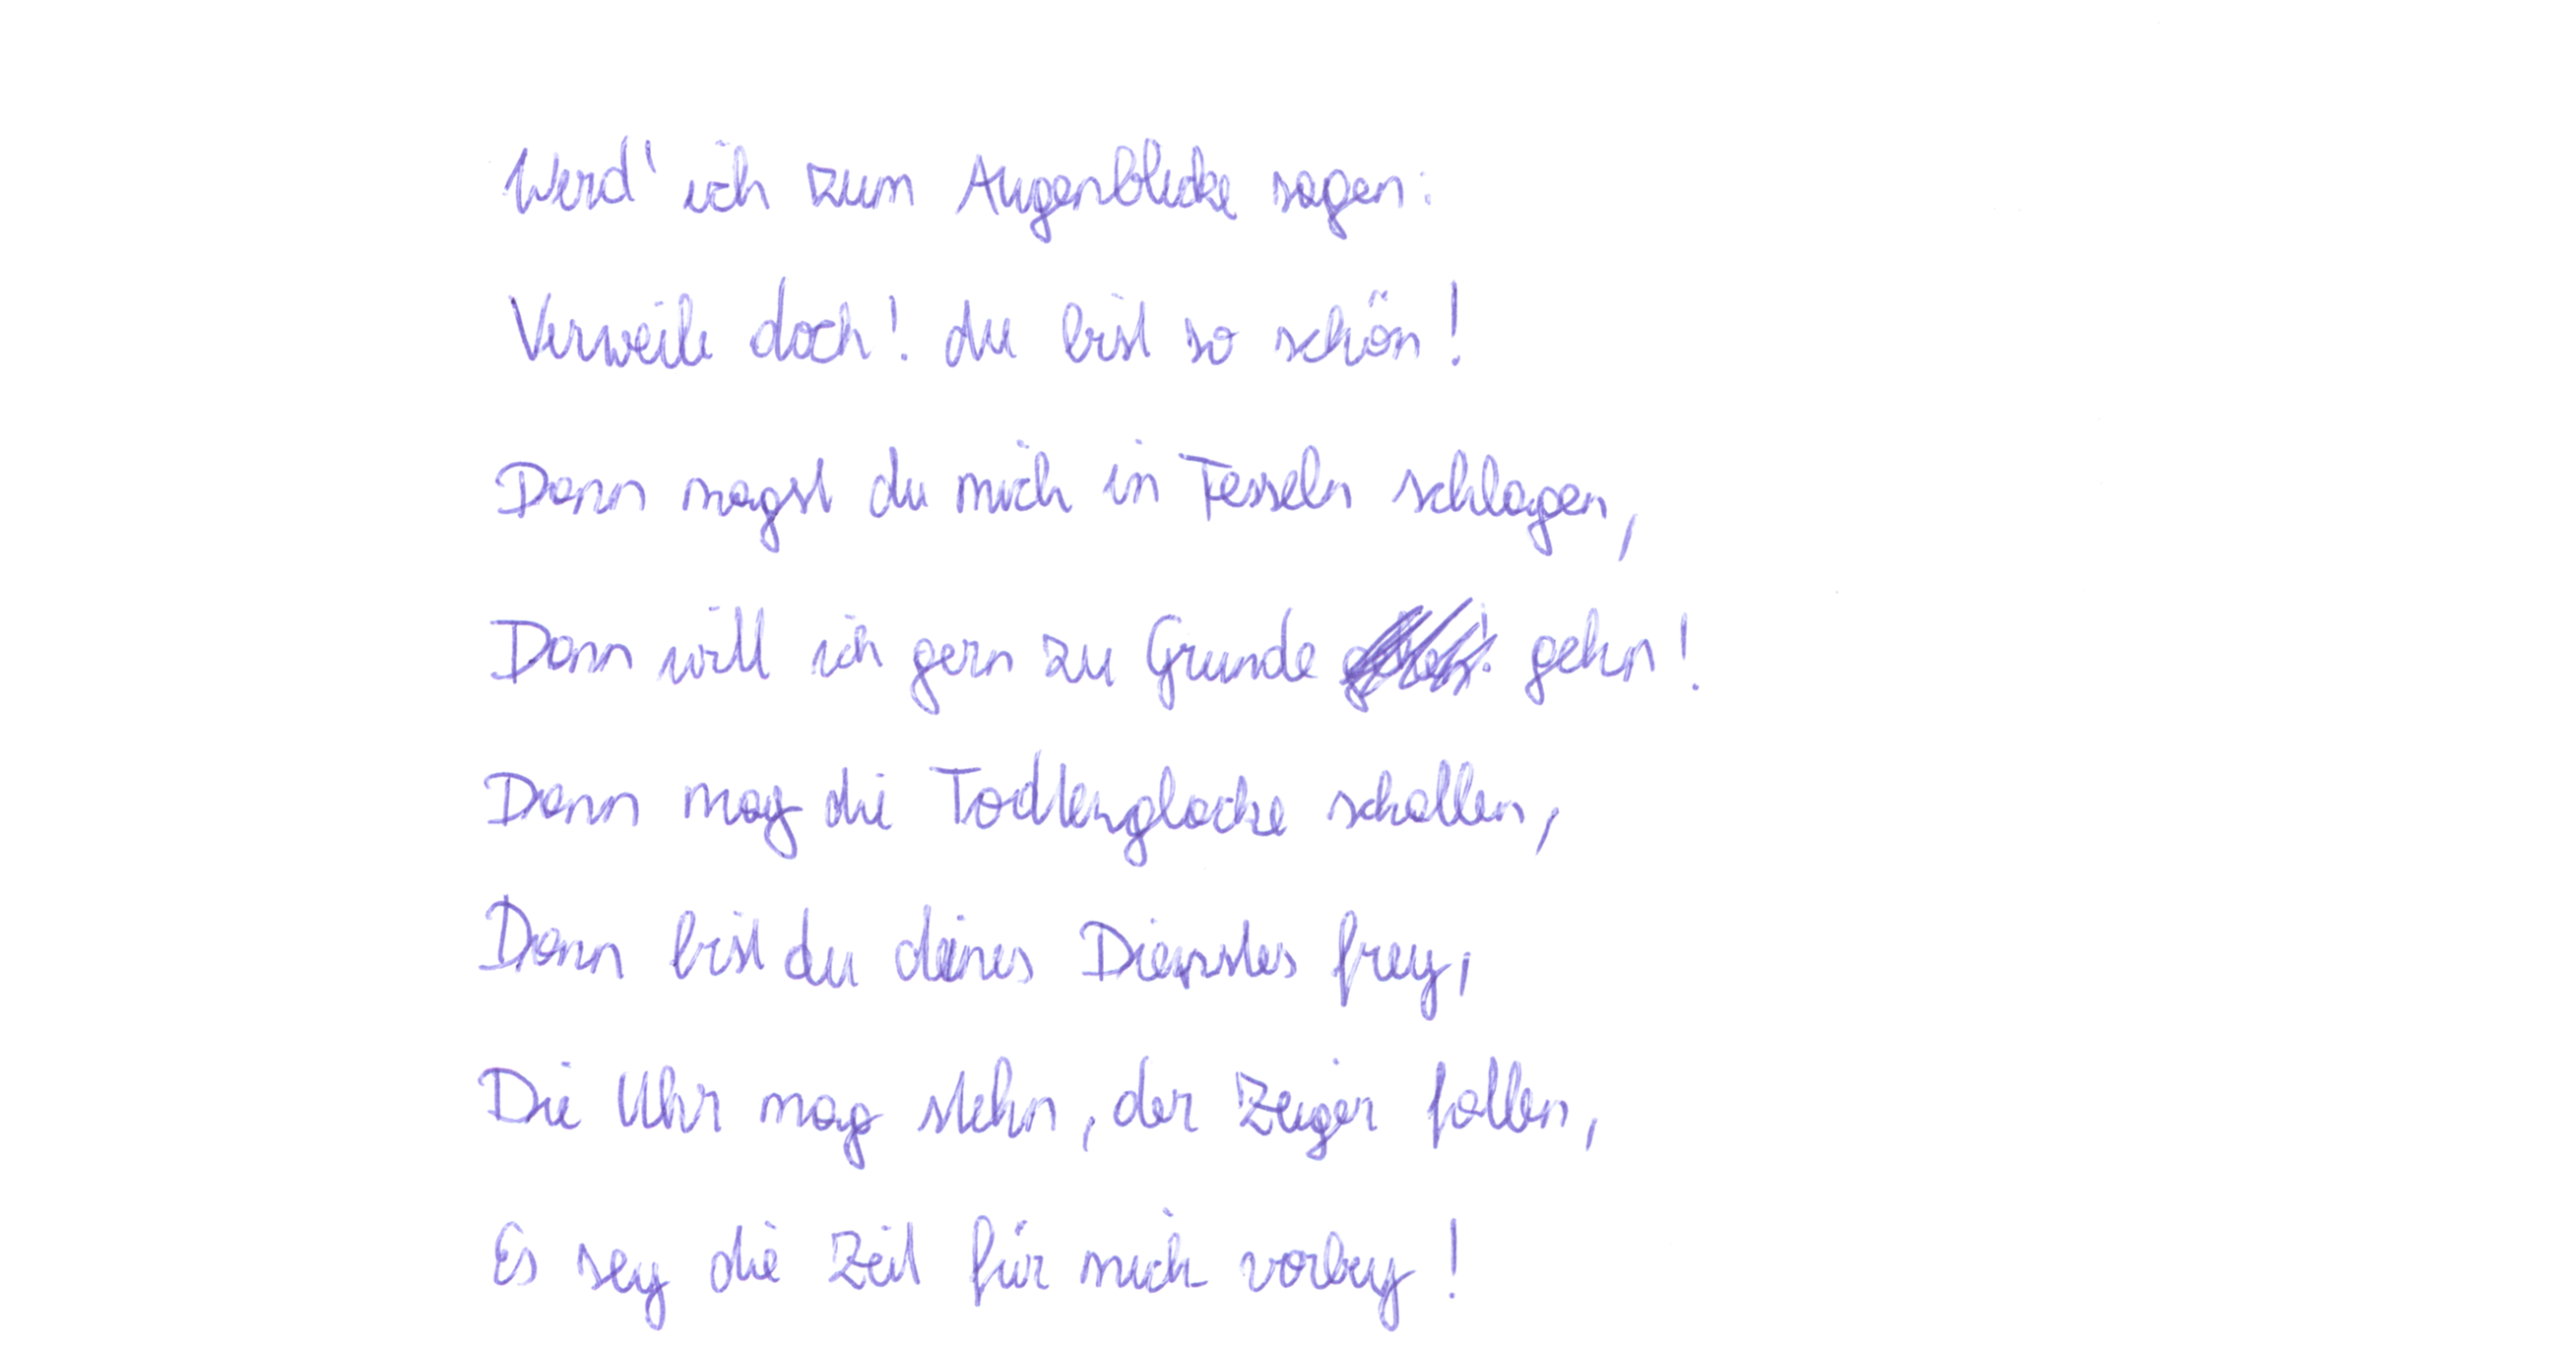 Werd' ich zum Augenblicke sagen:
Verweile doch! du bist so schön!
Dann magst du mich in Fesseln schlagen,
Dann will ich gern zu Grunde gehn!
Dann mag die Todtenglocke schallen,
Dann bist du deines Dienstes frey,
Die Uhr mag stehn, der Zeiger fallen,
Es sey die Zeit für mich vorbey!